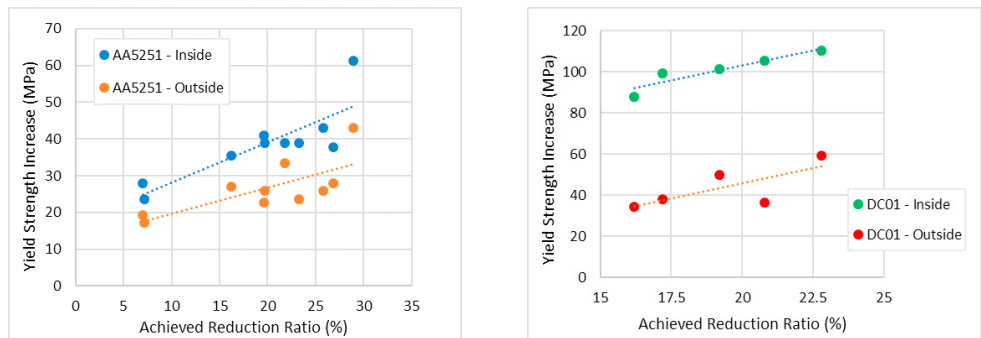 70
60
50
40
30
20
10
0
0 5 10 15 20 25 30 35
Yield Strength Increase (MPa)
Achieved Reduction Ratio (%)
AA5251 - Inside
AA5251 - Outside
120
100
80
60
40
20
0
15 17.5 20 22.5 25
Yield Strength Increase (MPa)
Achieved Reduction Ratio (%)
DC01 - Inside
DC01 - Outside